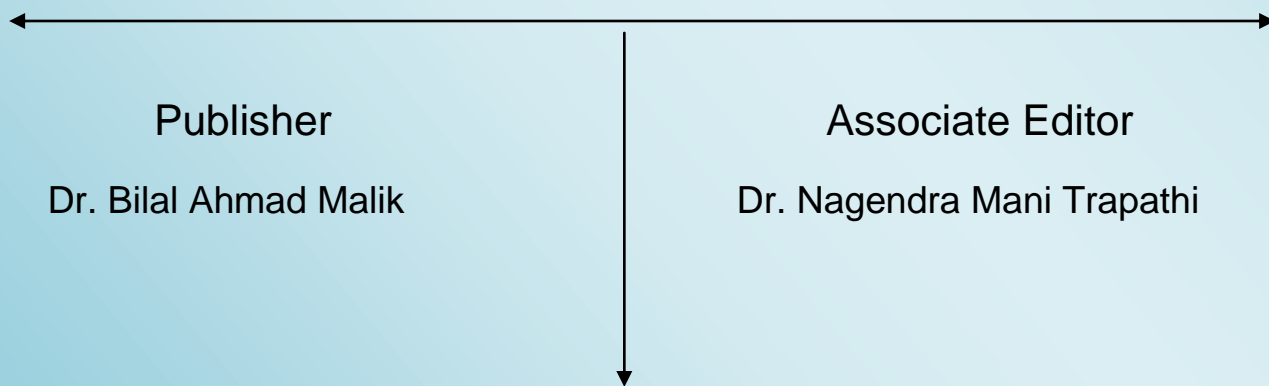 Publisher
Dr. Bilal Ahmad Malik
Associate Editor
Dr. Nagendra Mani Trapathi